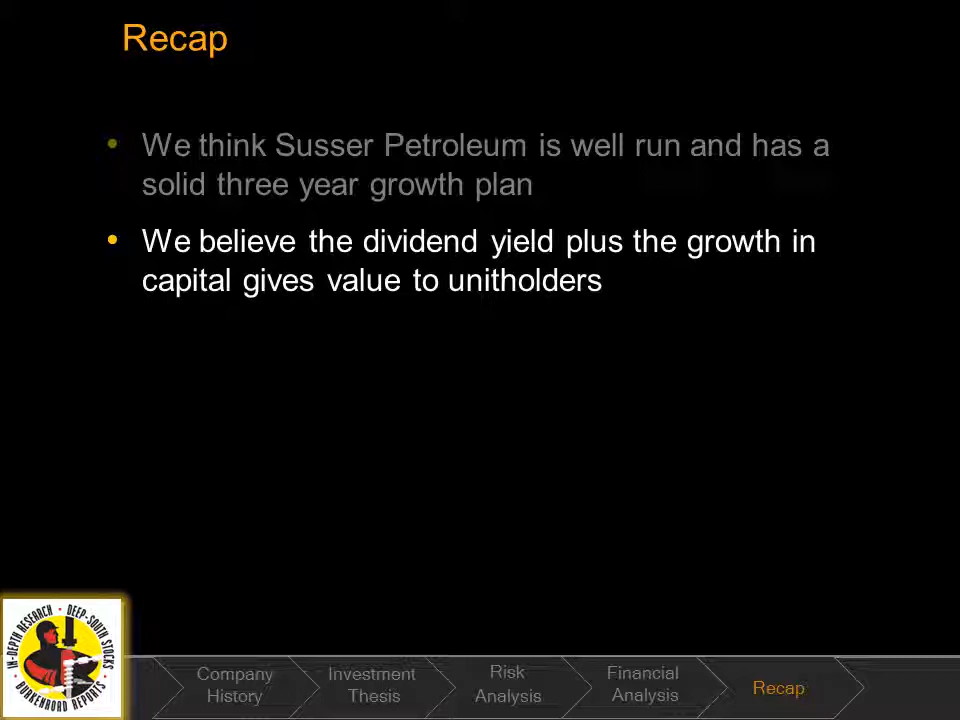 Recap
• We think Susser Petroleum is well run and has a
solid three year growth plan
• We believe the dividend yield plus the growth in
capital gives value to unitholders
IN-DEPTH RESEARCH • DEEP-SOUTH STOCKS
BURKENROAD REPORTS
Company
History
Investment
Thesis
Risk
Analysis
Financial
Analysis
Recap